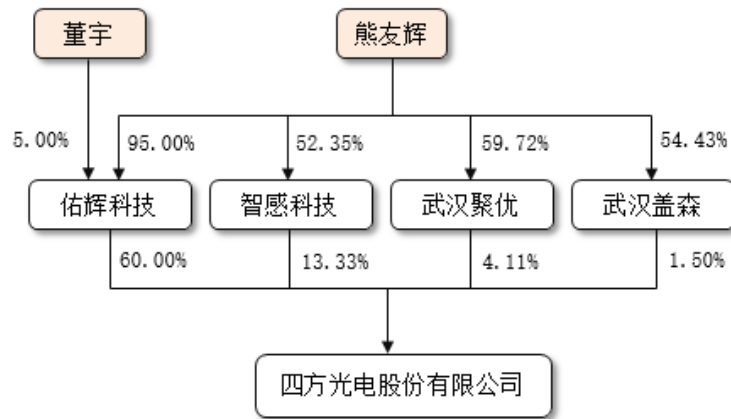 董宇
熊友辉
5.00%
95.00%
52.35%
59.72%
54.43%
佑辉科技
智感科技
武汉聚优
武汉盖森
60.00%
13.33%
4.11%
1.50%
四方光电股份有限公司